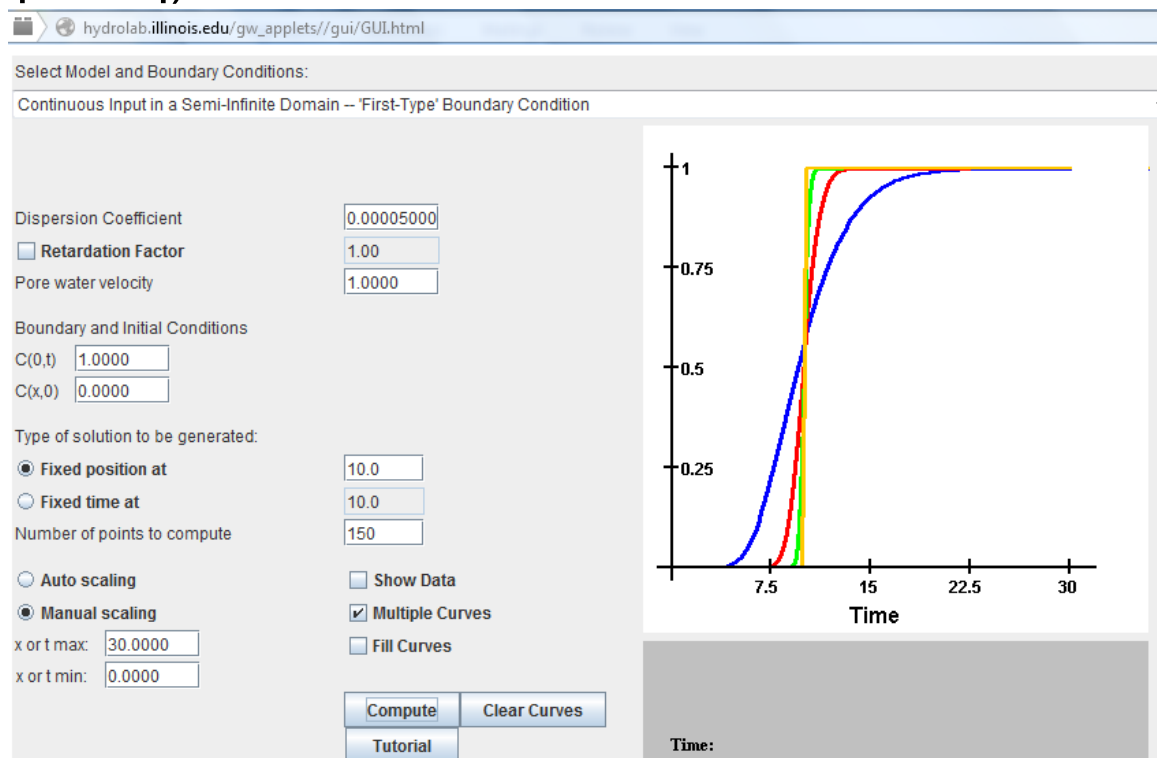 hydrolab.illinois.edu/gw_applets//gui/GUI.html
Select Model and Boundary Conditions:
Continuous Input in a Semi-Infinite Domain -- 'First-Type' Boundary Condition
Dispersion Coefficient 0.00005000
Retardation Factor 1.00
Pore water velocity 1.0000
Boundary and Initial Conditions
C(0,t) 1.0000
C(x,0) 0.0000
Type of solution to be generated:
Fixed position at 10.0
Fixed time at 10.0
Number of points to compute 150
Auto scaling Show Data
Manual scaling Multiple Curves
x or t max: 30.0000 Fill Curves
x or t min: 0.0000
Compute Clear Curves
Tutorial
1
0.75
0.5
0.25
7.5 15 22.5 30
Time
Time: